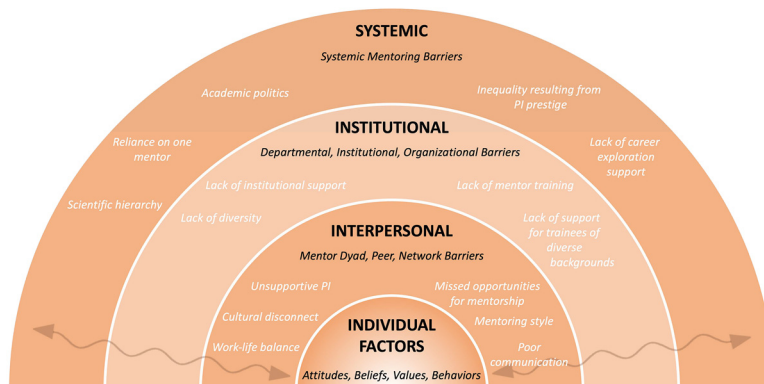 SYSTEMIC
Systemic Mentoring Barriers
Academic politics
Inequality resulting from
PI prestige
Reliance on one
mentor
Lack of career
exploration
support
Scientific hierarchy
INSTITUTIONAL
Departmental, Institutional, Organizational Barriers
Lack of institutional support
Lack of mentor training
Lack of diversity
Lack of support
for trainees of
diverse
backgrounds
INTERPERSONAL
Mentor Dyad, Peer, Network Barriers
Unsupportive PI
Missed opportunities
for mentorship
Cultural disconnect
Mentoring style
Work-life balance
Poor
communication
INDIVIDUAL
FACTORS
Attitudes, Beliefs, Values, Behaviors